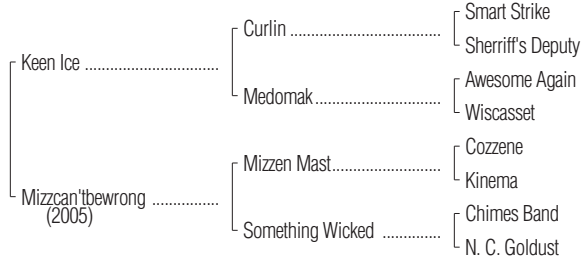 Smart Strike
Curlin ..............................
Sherriff's Deputy
Keen Ice ...........................
Awesome Again
Medomak.........................
Wiscasset
Cozzene
Mizzen Mast.....................
Kinema
Mizzcan'tbewrong .............
(2005)
Chimes Band
Something Wicked ............
N. C. Goldust